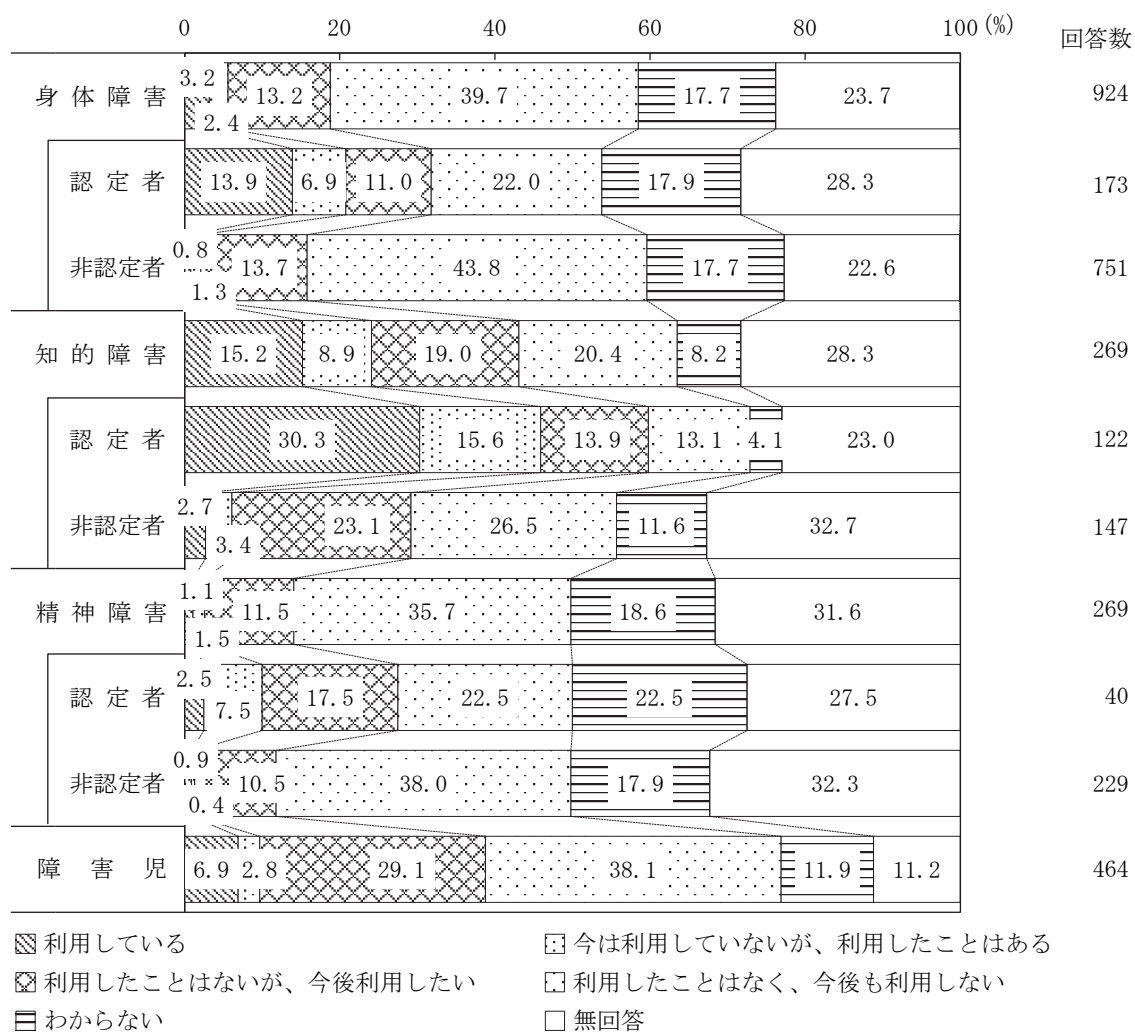 0 20 40 60 80 100 (%)
回答数
身体障害 3.2 2.4 13.2 39.7 17.7 23.7 924
認定者 13.9 6.9 11.0 22.0 17.9 28.3 173
非認定者 0.8 1.3 13.7 43.8 17.7 22.6 751
知的障害 15.2 8.9 19.0 20.4 8.2 28.3 269
認定者 30.3 15.6 13.9 13.1 4.1 23.0 122
非認定者 2.7 3.4 23.1 26.5 11.6 32.7 147
精神障害 1.1 1.5 11.5 35.7 18.6 31.6 269
認定者 2.5 7.5 17.5 22.5 22.5 27.5 40
非認定者 0.9 0.4 10.5 38.0 17.9 32.3 229
障害児 6.9 2.8 29.1 38.1 11.9 11.2 464
利用している 今は利用していないが、利用したことはある
利用したことはないが、今後利用したい 利用したことはなく、今後も利用しない
わからない 無回答